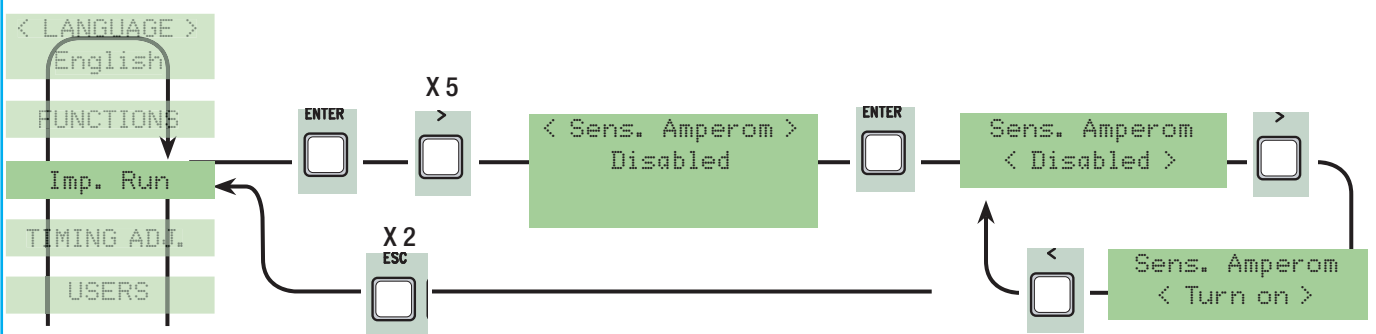 < LANGUAGE >
English
FUNCTIONS
Imp. Run
TIMING ADJ.
USERS
ENTER
X 5
>
< Sens. Amperom >
Disabled
ENTER
Sens. Amperom
< Disabled >
>
Sens. Amperom
< Turn on >
<
X 2
ESC